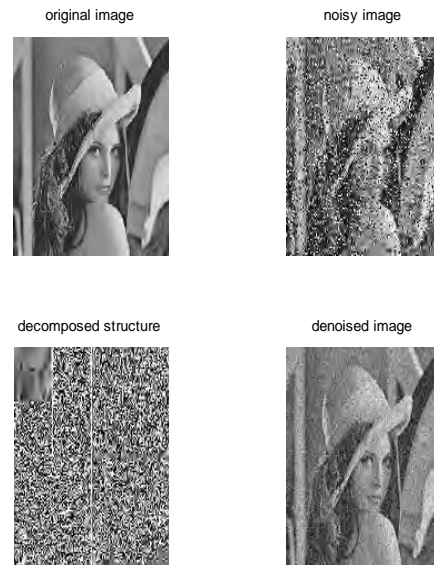 original image
noisy image
decomposed structure
denoised image